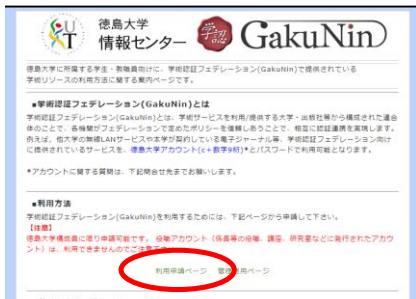 徳島大学
情報センター
学認
GakuNin
徳島大学に所属する学生・教職員向けに、学術認証フェデレーション(GakuNin)で提供されている
学術リソースの利用方法に関する案内ページです。
■学術認証フェデレーション(GakuNin)とは
学術認証フェデレーションとは、学術サービスを利用/提供する大学・出版社等から構成された連合
体のことで、各機関がフェデレーションで定めたポリシーを信頼しあうことで、相互に認証連携を実現します。
例えば、他大学の無線LANサービスや本学が契約している電子ジャーナル等、学術認証フェデレーション向け
に提供されているサービスを、徳島大学アカウント(c+数字9桁)*とパスワードで利用可能となります。
*アカウントに関する質問は、下記問合せ先までお願いします。
■利用方法
学術認証フェデレーション(GakuNin)を利用するためには、下記ページから申請して下さい。
【注意】
徳島大学構成員に限り申請可能です。 役職アカウント（係長等の役職、講座、研究室などに発行されたアカウ
ント）は、利用できませんのでご注意
利用申請ページ 管理 用ページ